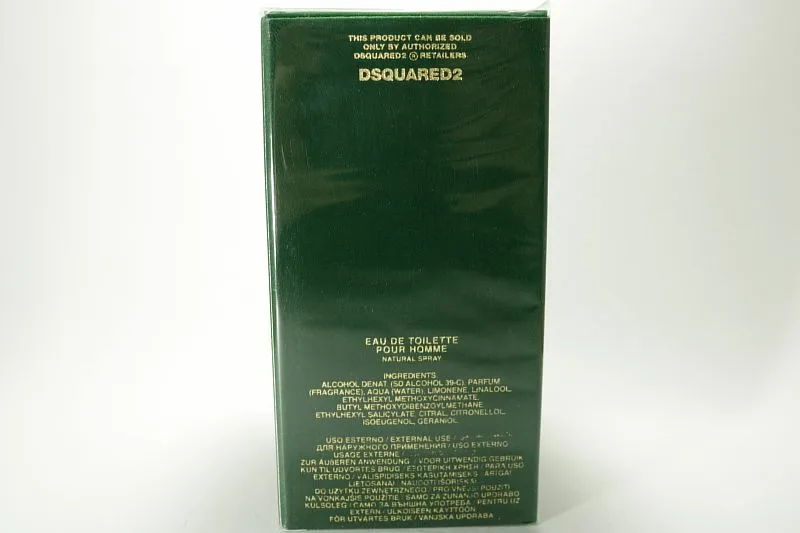 THIS PRODUCT CAN BE SOLD
ONLY BY AUTHORIZED
DSQUARED2 ® RETAILERS
DSQUARED2
EAU DE TOILETTE
POUR HOMME
NATURAL SPRAY
INGREDIENTS:
ALCOHOL DENAT. (SD ALCOHOL 39-C), PARFUM
(FRAGRANCE), AQUA (WATER), LIMONENE, LINALOOL,
ETHYLHEXYL METHOXYCINNAMATE,
BUTYL METHOXYDIBENZOYLMETHANE,
ETHYLHEXYL SALICYLATE, CITRAL, CITRONELLOL,
ISOEUGENOL, GERANIOL.
USO ESTERNO / EXTERNAL USE /
ДЛЯ НАРУЖНОГО ПРИМЕНЕНИЯ / USO EXTERNO
USAGE EXTERNE /
ZUR ÄUßEREN ANWENDUNG / VOOR UITWENDIG GEBRUIK
KUN TIL UDVORTES BRUG / ΕΞΩΤΕΡΙΚΗ ΧΡΗΣΗ / PARA USO
EXTERNO / VÄLISPIDISEKS KASUTAMISEKS / ĀRĪGAI
LIETOŠANAI / NAUDOTI IŠORIŠKAI
DO UŻYTKU ZEWNĘTRZNEGO / PRO VNĚJŠÍ POUŽITÍ
NA VONKAJŠIE POUŽITIE / SAMO ZA ZUNANJO UPORABO
KÜLSŐLEG / САМО ЗА ВЪНШНА УПОТРЕБА / PENTRU UZ
EXTERN / ULKOISEEN KÄYTTÖÖN
FÖR UTVÄRTES BRUK / VANJSKA UPORABA